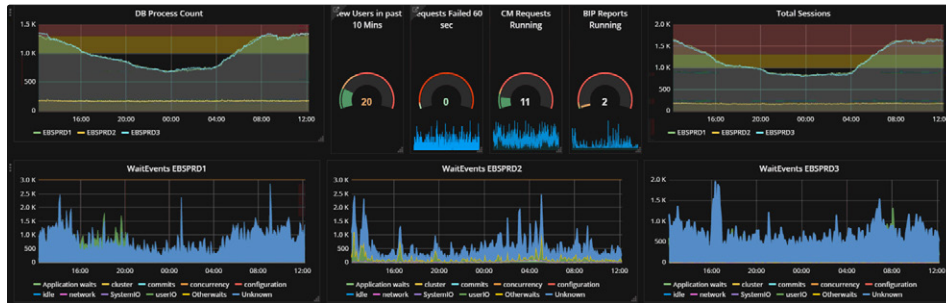 DB Process Count
1.5 K
1.0 K
500
0
16:00 20:00 00:00 04:00 08:00 12:00
EBSPRD1 EBSPRD2 EBSPRD3
ew Users in past
10 Mins
20
equests Failed 60
sec
0
CM Requests
Running
11
BIP Reports
Running
2
Total Sessions
2.0 K
1.5 K
1.0 K
500
0
16:00 20:00 00:00 04:00 08:00 12:00
EBSPRD1 EBSPRD2 EBSPRD3
WaitEvents EBSPRD1
3.0 K
2.5 K
2.0 K
1.5 K
1.0 K
500
0
16:00 20:00 00:00 04:00 08:00 12:00
Application waits cluster commits concurrency configuration
idle network SystemIO userIO Otherwaits Unknown
WaitEvents EBSPRD2
3.0 K
2.5 K
2.0 K
1.5 K
1.0 K
500
0
16:00 20:00 00:00 04:00 08:00 12:00
Application waits cluster commits concurrency configuration
idle network SystemIO userIO Otherwaits Unknown
WaitEvents EBSPRD3
2.0 K
1.5 K
1.0 K
500
0
16:00 20:00 00:00 04:00 08:00 12:00
Application waits cluster commits concurrency configuration
idle network SystemIO userIO Otherwaits Unknown